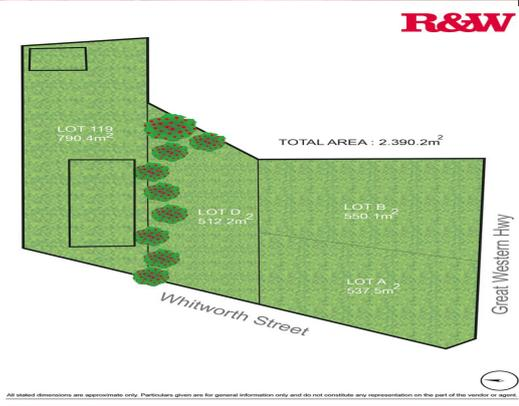 R&W
LOT 119
790.4m²
TOTAL AREA : 2.390.2m²
LOT D
512.2m²
LOT B
550.1m²
LOT A
537.5m²
Whitworth Street
Great Western Hwy
All stated dimensions are approximate only. Particulars given are for general information only and do not constitute any representation on the part of the vendor or agent.